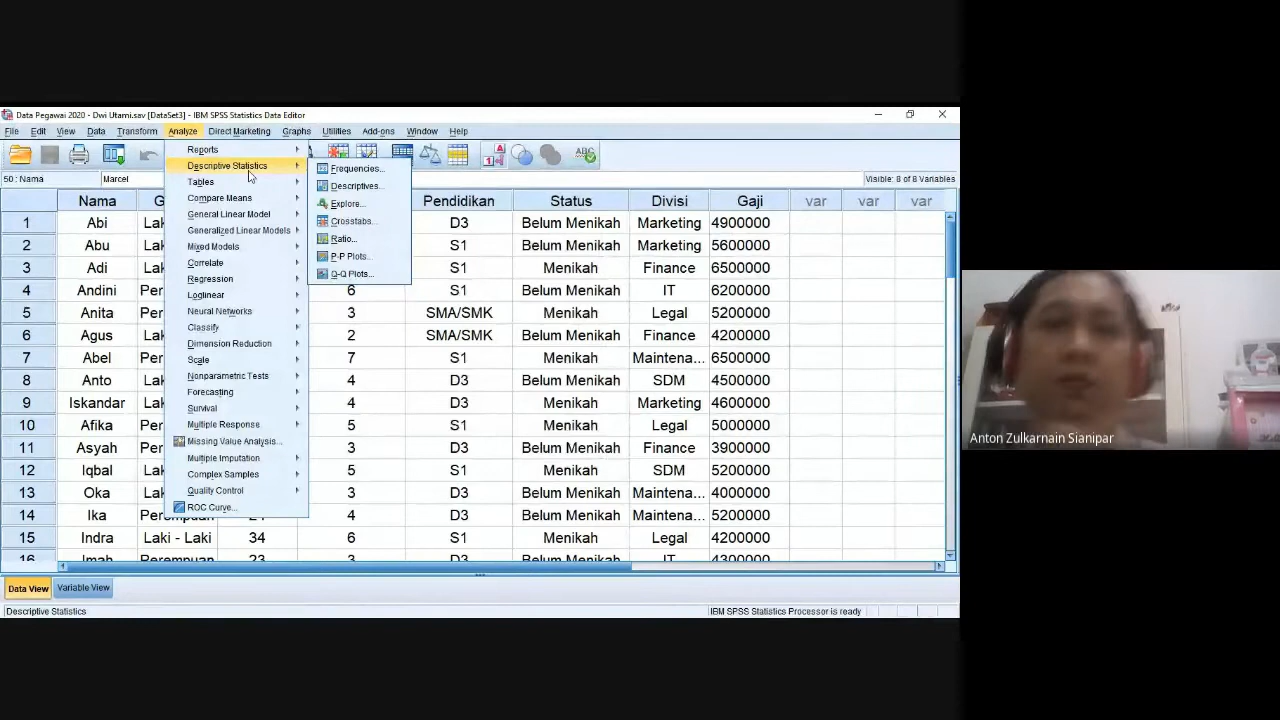 Data Pegawai 2020 - Dwi Utami.sav [DataSet3] - IBM SPSS Statistics Data Editor
File Edit View Data Transform Analyze Direct Marketing Graphs Utilities Add-ons Window Help
50 : Nama Marcel Visible: 8 of 8 Variables
Reports
Descriptive Statistics
Tables
Compare Means
General Linear Model
Generalized Linear Models
Mixed Models
Correlate
Regression
Loglinear
Neural Networks
Classify
Dimension Reduction
Scale
Nonparametric Tests
Forecasting
Survival
Multiple Response
Missing Value Analysis...
Multiple Imputation
Complex Samples
Quality Control
ROC Curve...
Frequencies...
Descriptives...
Explore...
Crosstabs...
Ratio...
P-P Plots...
Q-Q Plots...
Nama Pendidikan Status Divisi Gaji var var var
1 Abi D3 Belum Menikah Marketing 4900000
2 Abu S1 Belum Menikah Marketing 5600000
3 Adi S1 Menikah Finance 6500000
4 Andini 6 S1 Belum Menikah IT 6200000
5 Anita 3 SMA/SMK Menikah Legal 5200000
6 Agus 2 SMA/SMK Belum Menikah Finance 4200000
7 Abel 7 S1 Menikah Maintena... 6500000
8 Anto 4 D3 Belum Menikah SDM 4500000
9 Iskandar 4 D3 Menikah Marketing 4600000
10 Afika 5 S1 Menikah Legal 5000000
11 Asyah 3 D3 Belum Menikah Finance 3900000
12 Iqbal 5 S1 Menikah SDM 5200000
13 Oka 3 D3 Belum Menikah Maintena... 4000000
14 Ika 4 D3 Belum Menikah Maintena... 5200000
15 Indra Laki - Laki 34 6 S1 Menikah Legal 4200000
16 Imah Perempuan 23 3 D3 Belum Menikah IT 4300000
Data View Variable View
Descriptive Statistics IBM SPSS Statistics Processor is ready
Anton Zulkarnain Sianipar